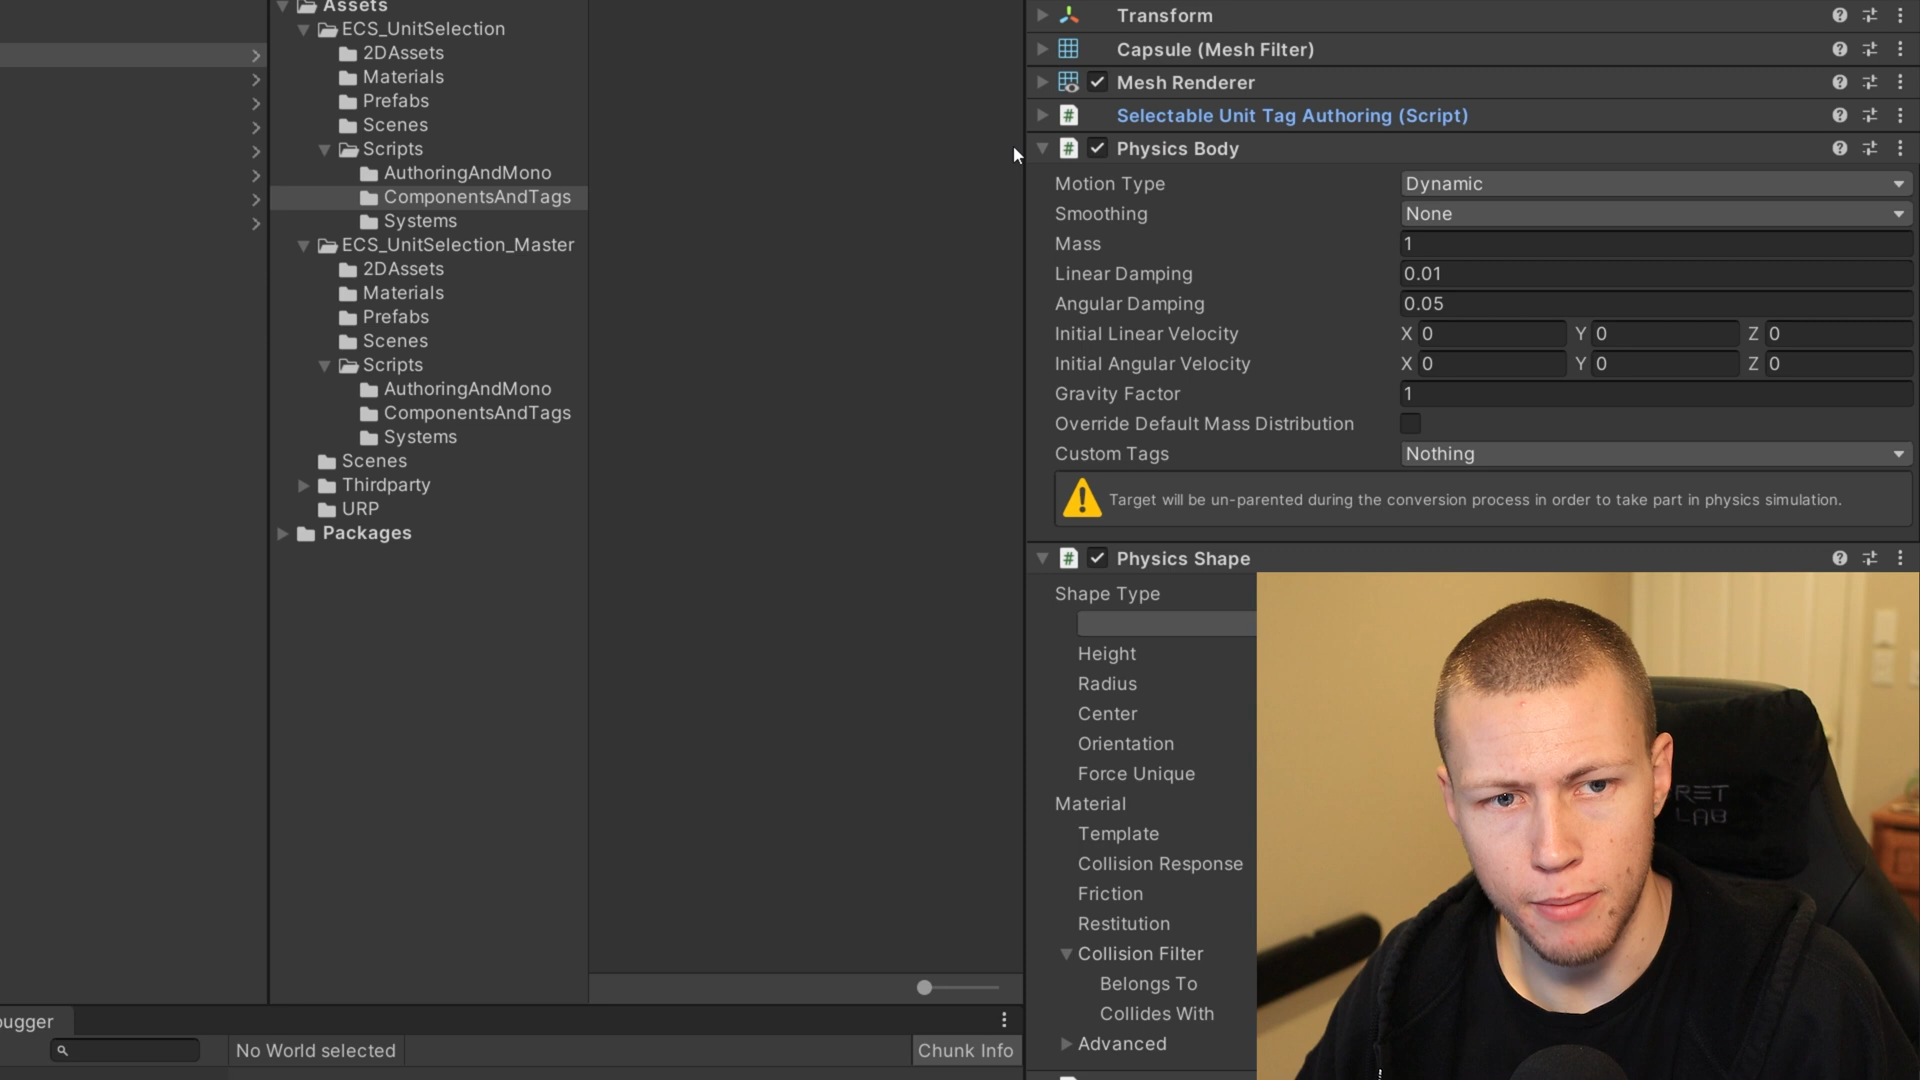 Assets
ECS_UnitSelection
2DAssets
Materials
Prefabs
Scenes
Scripts
AuthoringAndMono
ComponentsAndTags
Systems
ECS_UnitSelection_Master
2DAssets
Materials
Prefabs
Scenes
Scripts
AuthoringAndMono
ComponentsAndTags
Systems
Scenes
Thirdparty
URP
Packages
ougger
No World selected
Chunk Info
Transform
Capsule (Mesh Filter)
Mesh Renderer
# Selectable Unit Tag Authoring (Script)
# Physics Body
Motion Type Dynamic
Smoothing None
Mass 1
Linear Damping 0.01
Angular Damping 0.05
Initial Linear Velocity X 0 Y 0 Z 0
Initial Angular Velocity X 0 Y 0 Z 0
Gravity Factor 1
Override Default Mass Distribution
Custom Tags Nothing
Target will be un-parented during the conversion process in order to take part in physics simulation.
# Physics Shape
Shape Type
Height
Radius
Center
Orientation
Force Unique
Material
Template
Collision Response
Friction
Restitution
Collision Filter
Belongs To
Collides With
Advanced
RET
LAB